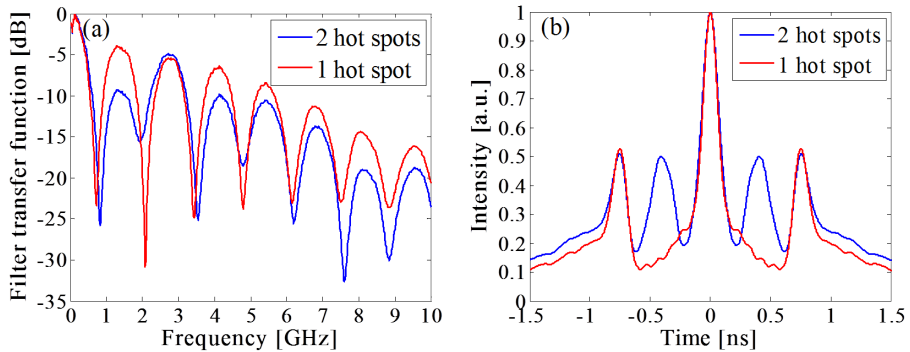 (a)
2 hot spots
1 hot spot
Filter transfer function [dB]
0
-5
-10
-15
-20
-25
-30
-35
0 1 2 3 4 5 6 7 8 9 10
Frequency [GHz]
(b)
2 hot spots
1 hot spot
Intensity [a.u.]
1
0.9
0.8
0.7
0.6
0.5
0.4
0.3
0.2
0.1
0
-1.5 -1 -0.5 0 0.5 1 1.5
Time [ns]